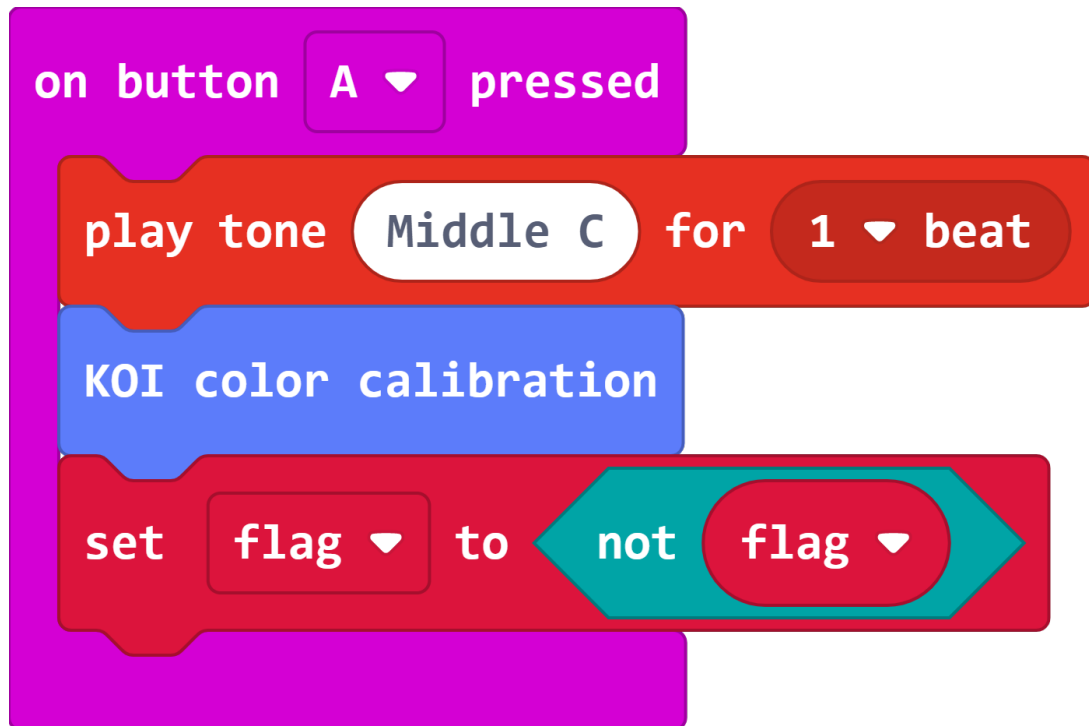 on button A pressed
play tone Middle C for 1 beat
KOI color calibration
set flag to not flag